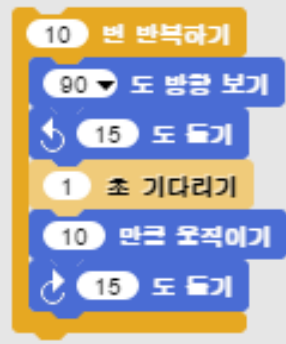 10 번 반복하기
90 도 방향 보기
15 도 돌기
1 초 기다리기
10 만큼 움직이기
15 도 돌기